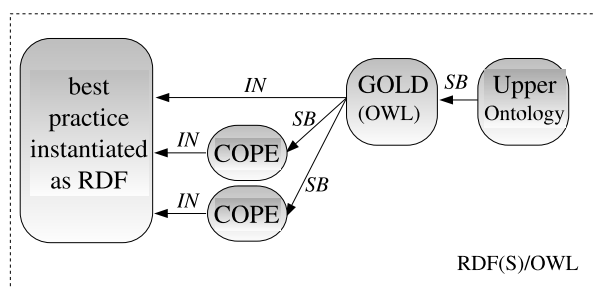 best
practice
instantiated
as RDF
IN
IN
IN
COPE
COPE
SB
SB
GOLD
(OWL)
SB
Upper
Ontology
RDF(S)/OWL